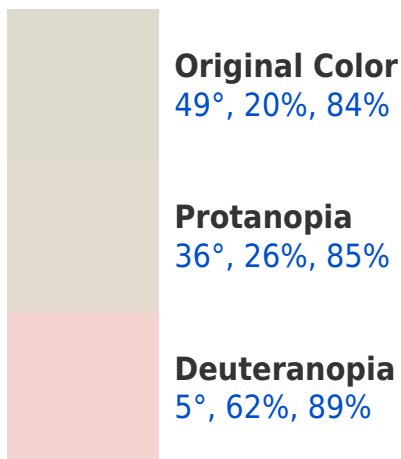 Original Color
49°, 20%, 84%
Protanopia
36°, 26%, 85%
Deuteranopia
5°, 62%, 89%